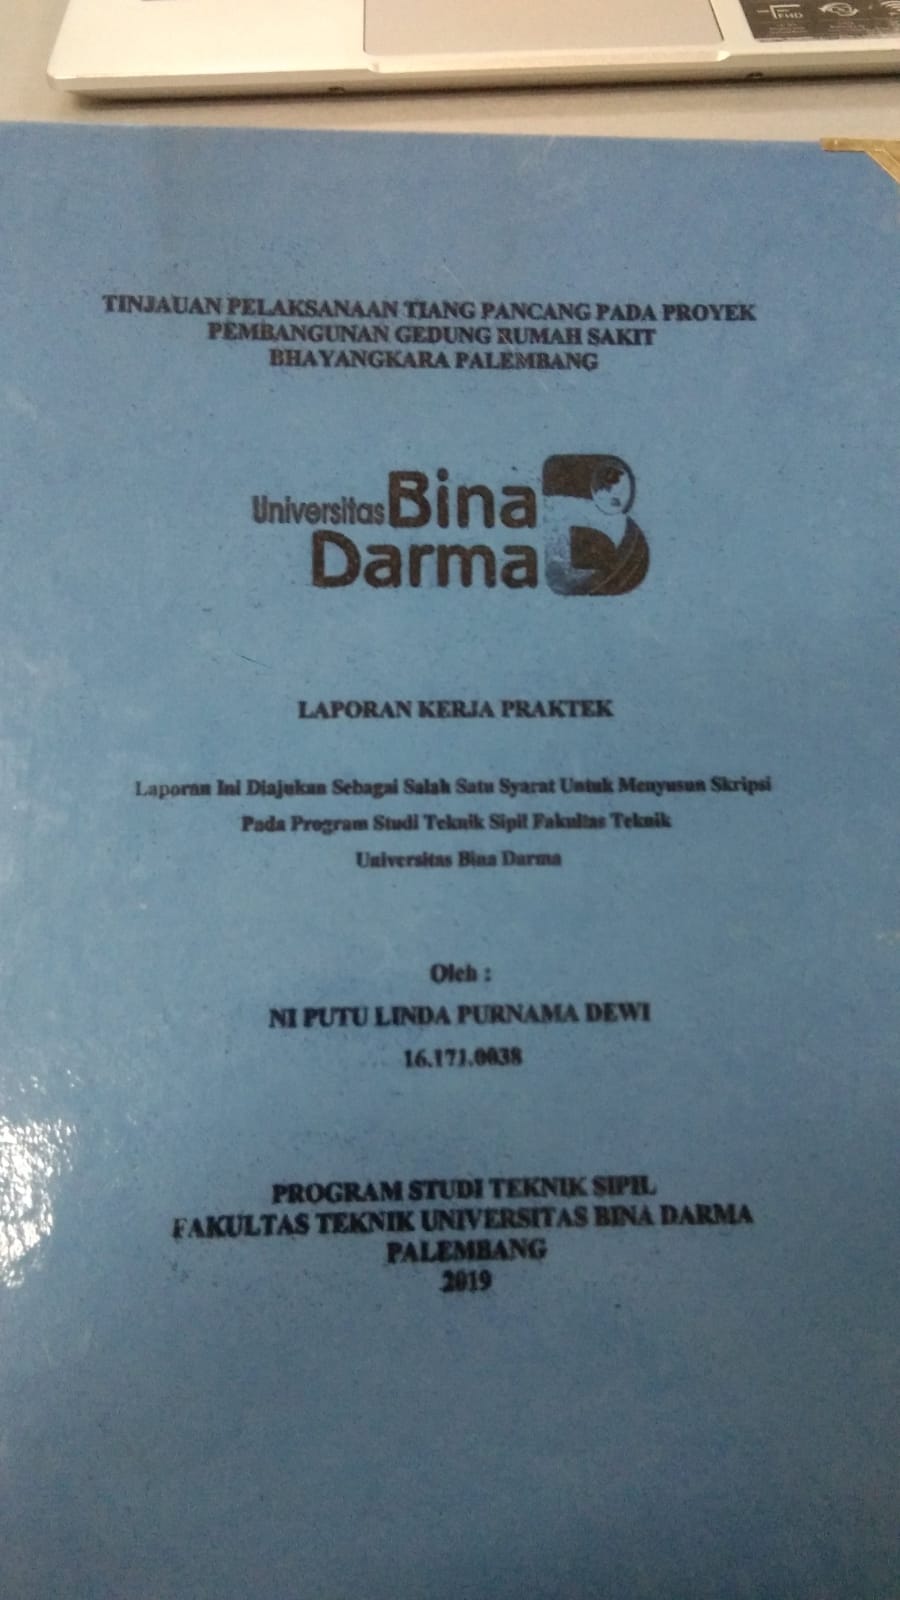 TINJAUAN PELAKSANAAN TIANG PANCANG PADA PROYEK
PEMBANGUNAN GEDUNG RUMAH SAKIT
BHAYANGKARA PALEMBANG
Universitas Bina
Darma
LAPORAN KERJA PRAKTEK
Laporan Ini Diajukan Sebagai Salah Satu Syarat Untuk Menyusun Skripsi
Pada Program Studi Teknik Sipil Fakultas Teknik
Universitas Bina Darma
Oleh :
NI PUTU LINDA PURNAMA DEWI
16.171.0038
PROGRAM STUDI TEKNIK SIPIL
FAKULTAS TEKNIK UNIVERSITAS BINA DARMA
PALEMBANG
2019